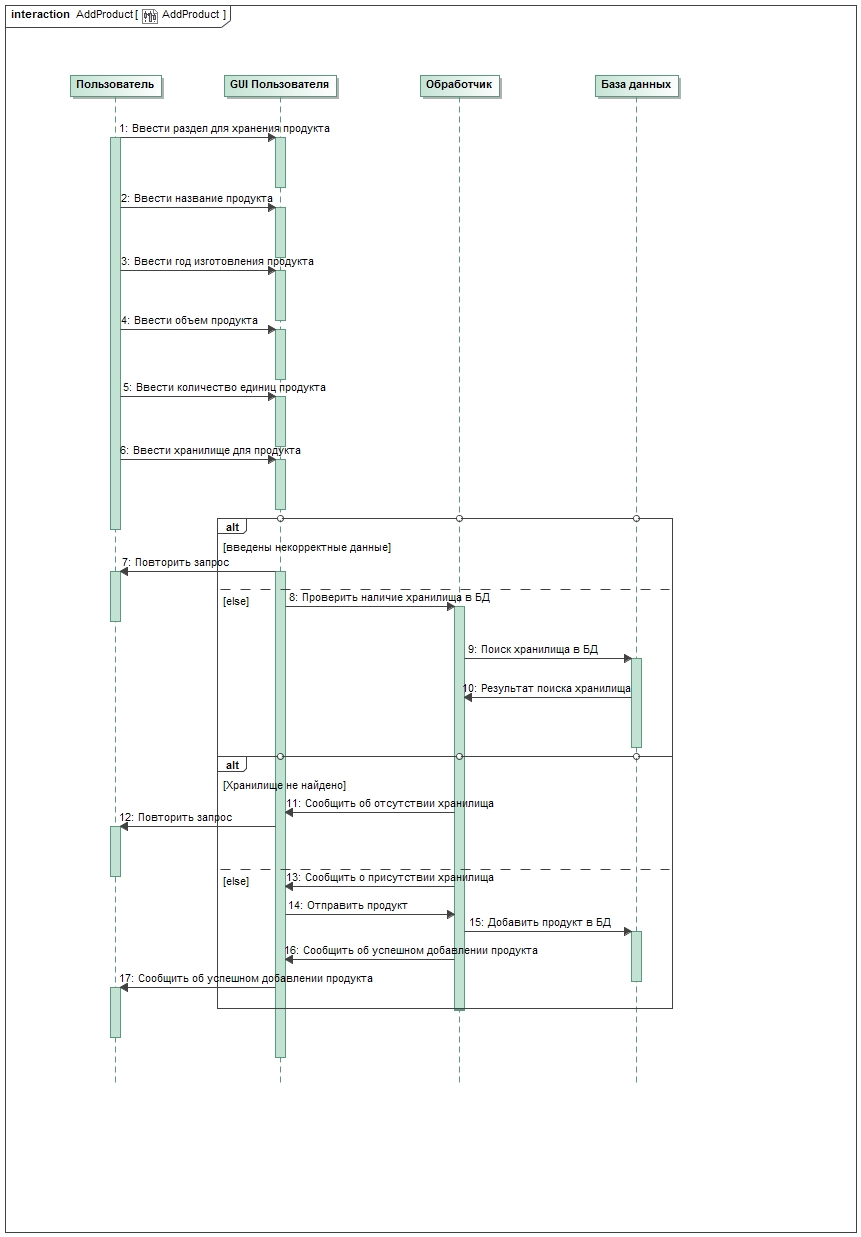 interaction AddProduct[ AddProduct ]
Пользователь
GUI Пользователя
Обработчик
База данных
1: Ввести раздел для хранения продукта
2: Ввести название продукта
3: Ввести год изготовления продукта
4: Ввести объем продукта
5: Ввести количество единиц продукта
6: Ввести хранилище для продукта
alt
[введены некорректные данные]
7: Повторить запрос
[else]
8: Проверить наличие хранилища в БД
9: Поиск хранилища в БД
10: Результат поиска хранилища
alt
[Хранилище не найдено]
11: Сообщить об отсутствии хранилища
12: Повторить запрос
[else]
13: Сообщить о присутствии хранилища
14: Отправить продукт
15: Добавить продукт в БД
16: Сообщить об успешном добавлении продукта
17: Сообщить об успешном добавлении продукта